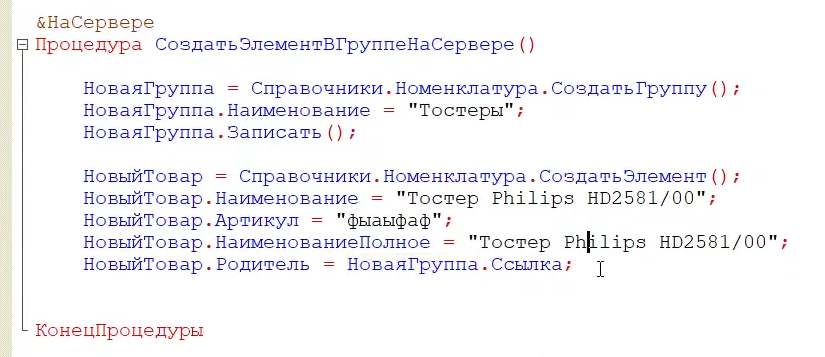 &НаСервере
Процедура СоздатьЭлементВГруппеНаСервере()
НоваяГруппа = Справочники.Номенклатура.СоздатьГруппу();
НоваяГруппа.Наименование = "Тостеры";
НоваяГруппа.Записать();
НовыйТовар = Справочники.Номенклатура.СоздатьЭлемент();
НовыйТовар.Наименование = "Тостер Philips HD2581/00";
НовыйТовар.Артикул = "фыаыфаф";
НовыйТовар.НаименованиеПолное = "Тостер Philips HD2581/00";
НовыйТовар.Родитель = НоваяГруппа.Ссылка;
КонецПроцедуры